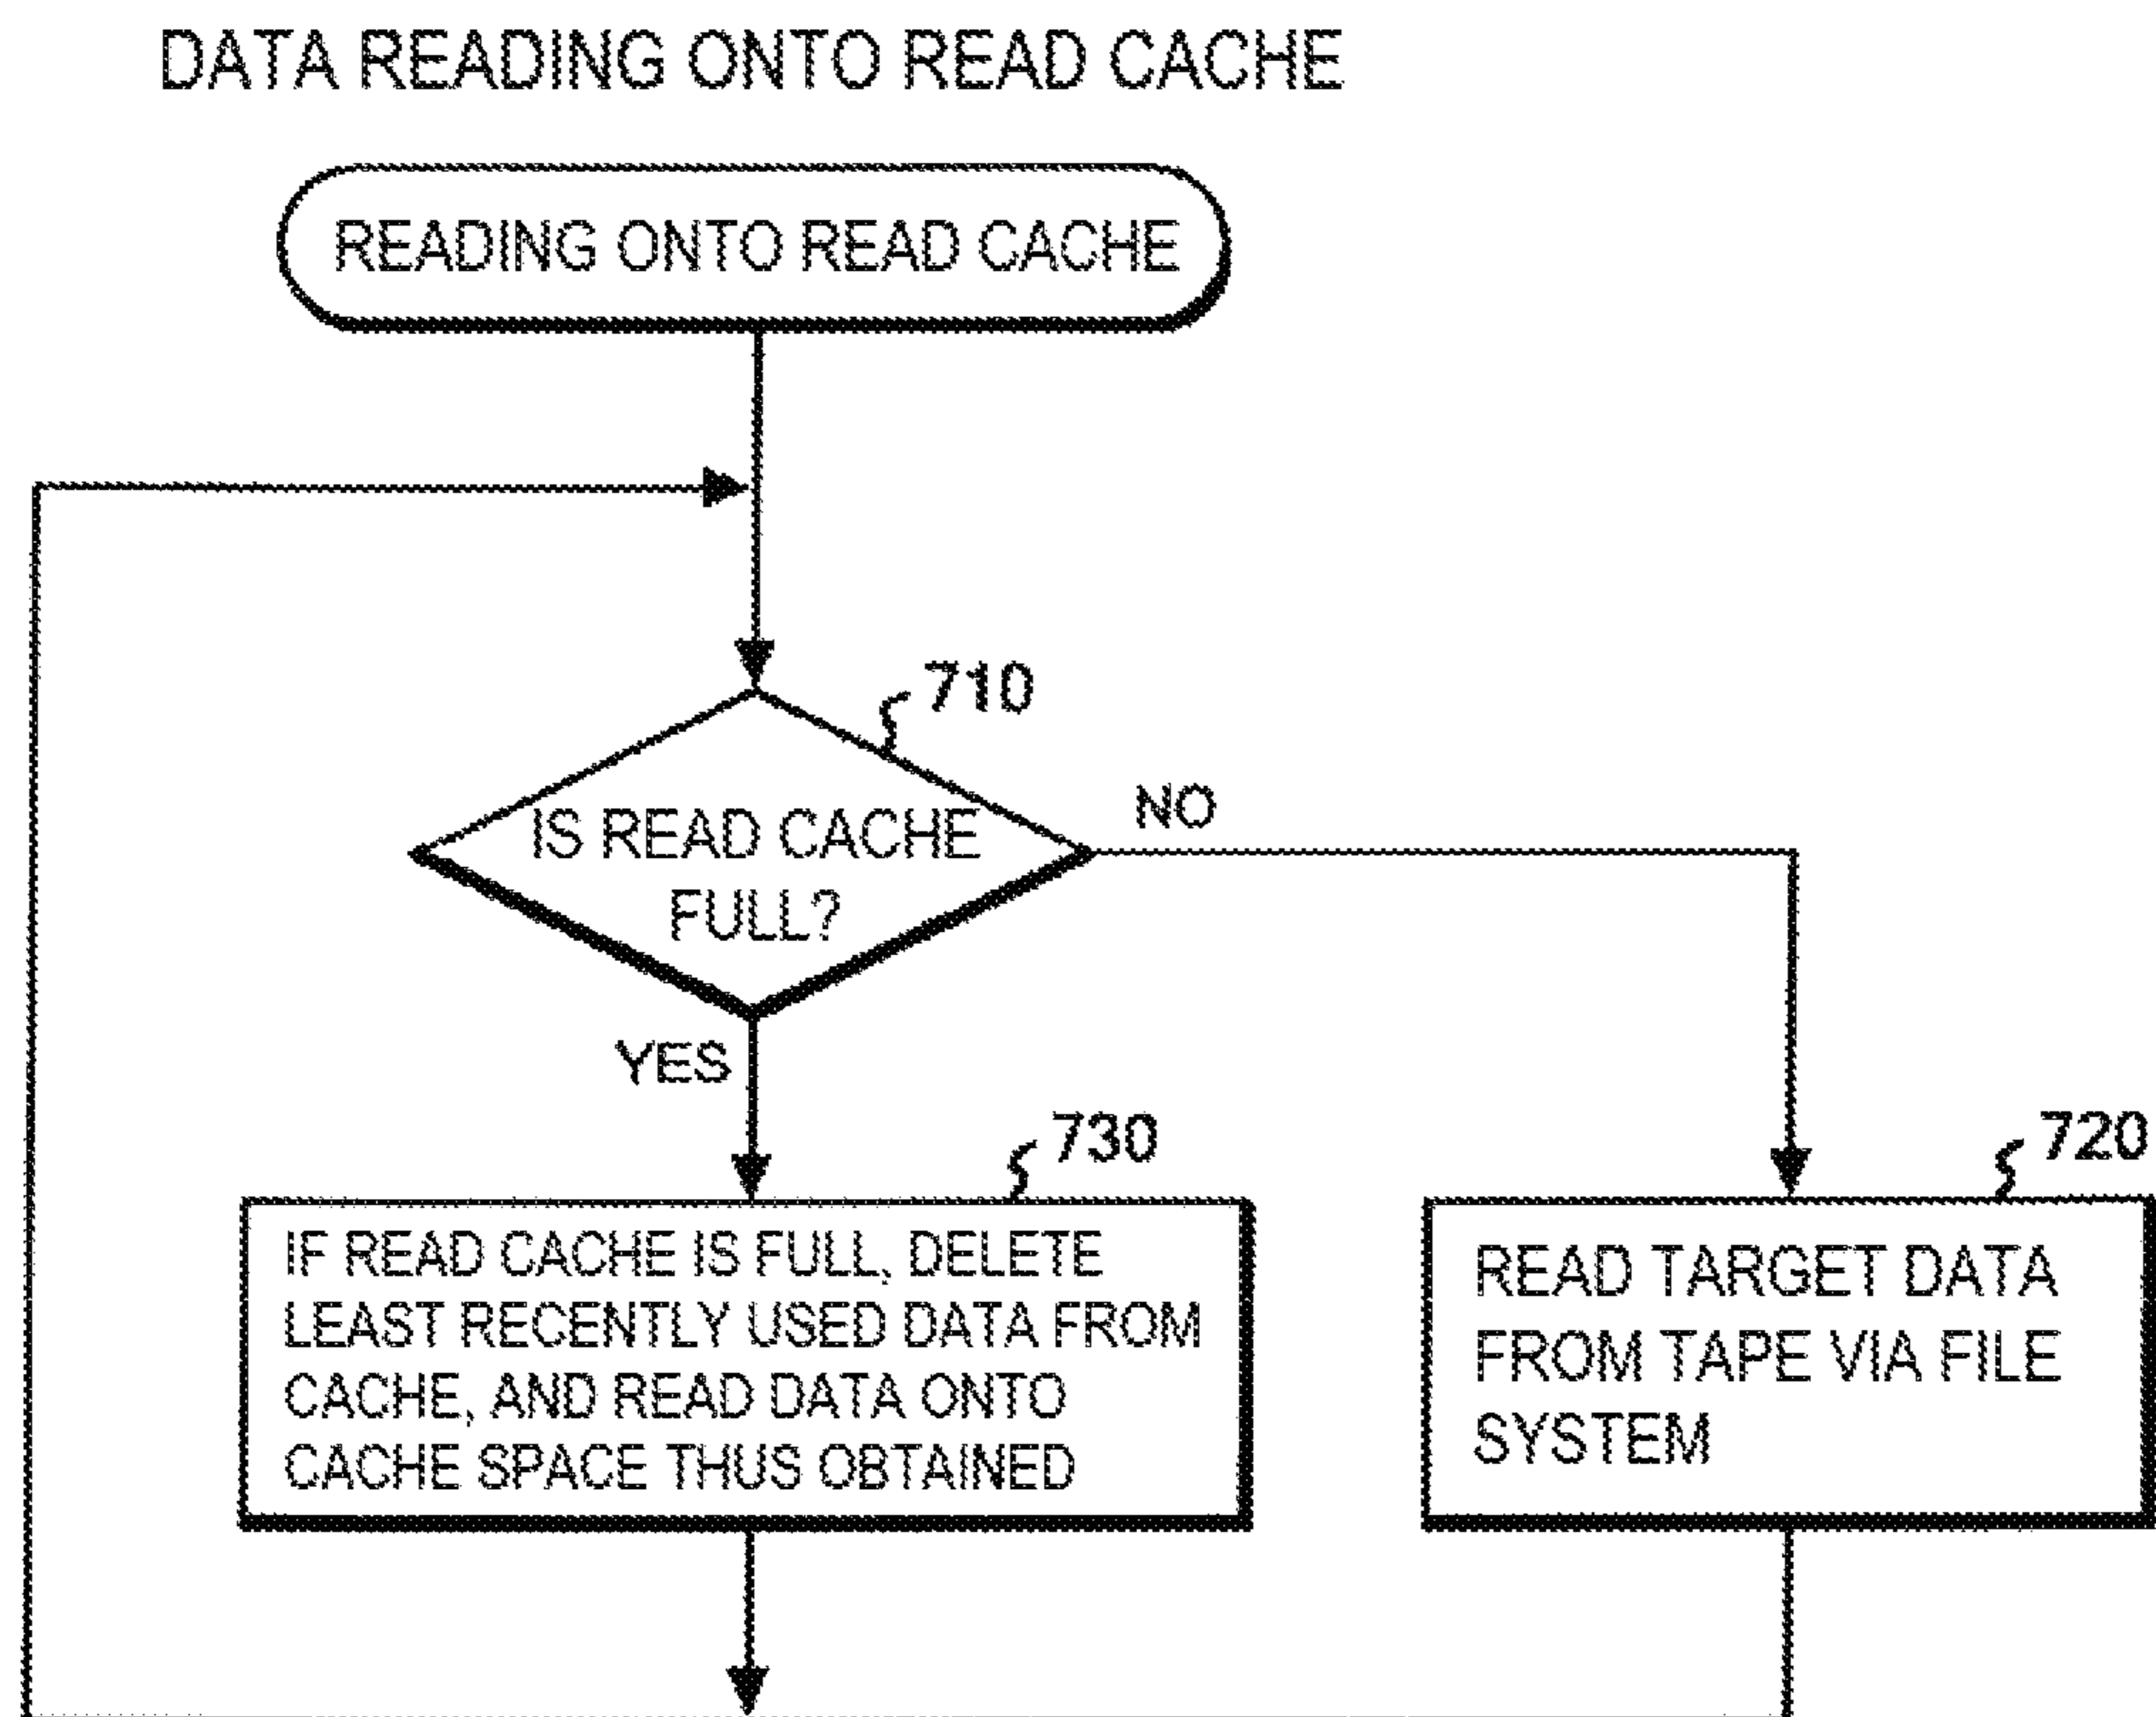 DATA READING ONTO READ CACHE
READING ONTO READ CACHE
710
IS READ CACHE
FULL?
NO
YES
730
IF READ CACHE IS FULL, DELETE
LEAST RECENTLY USED DATA FROM
CACHE, AND READ DATA ONTO
CACHE SPACE THUS OBTAINED
720
READ TARGET DATA
FROM TAPE VIA FILE
SYSTEM